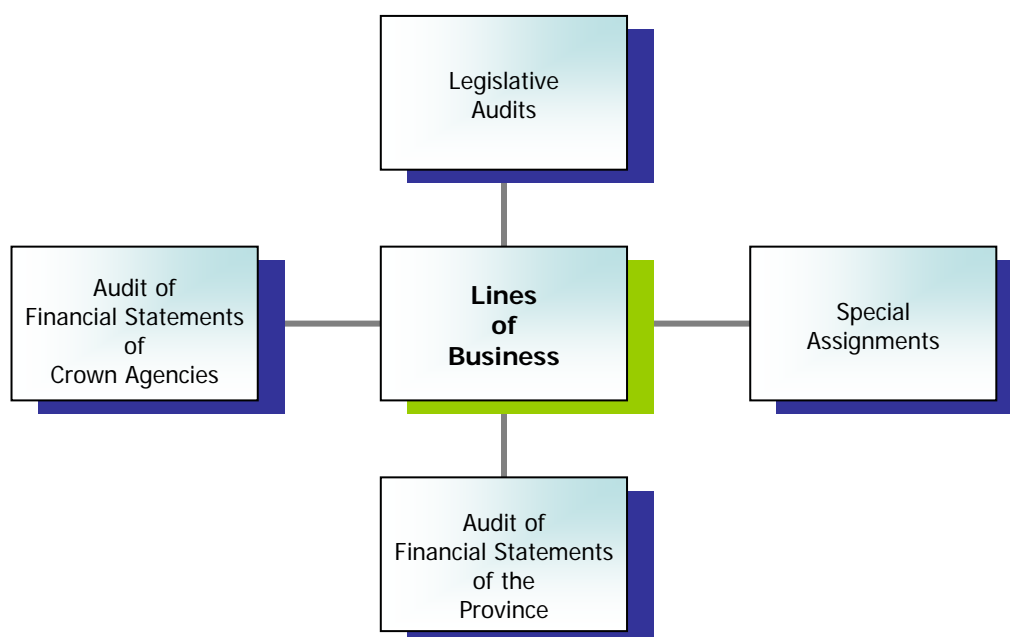 Legislative
Audits
Audit of
Financial Statements
of
Crown Agencies
Lines
of
Business
Special
Assignments
Audit of
Financial Statements
of the
Province